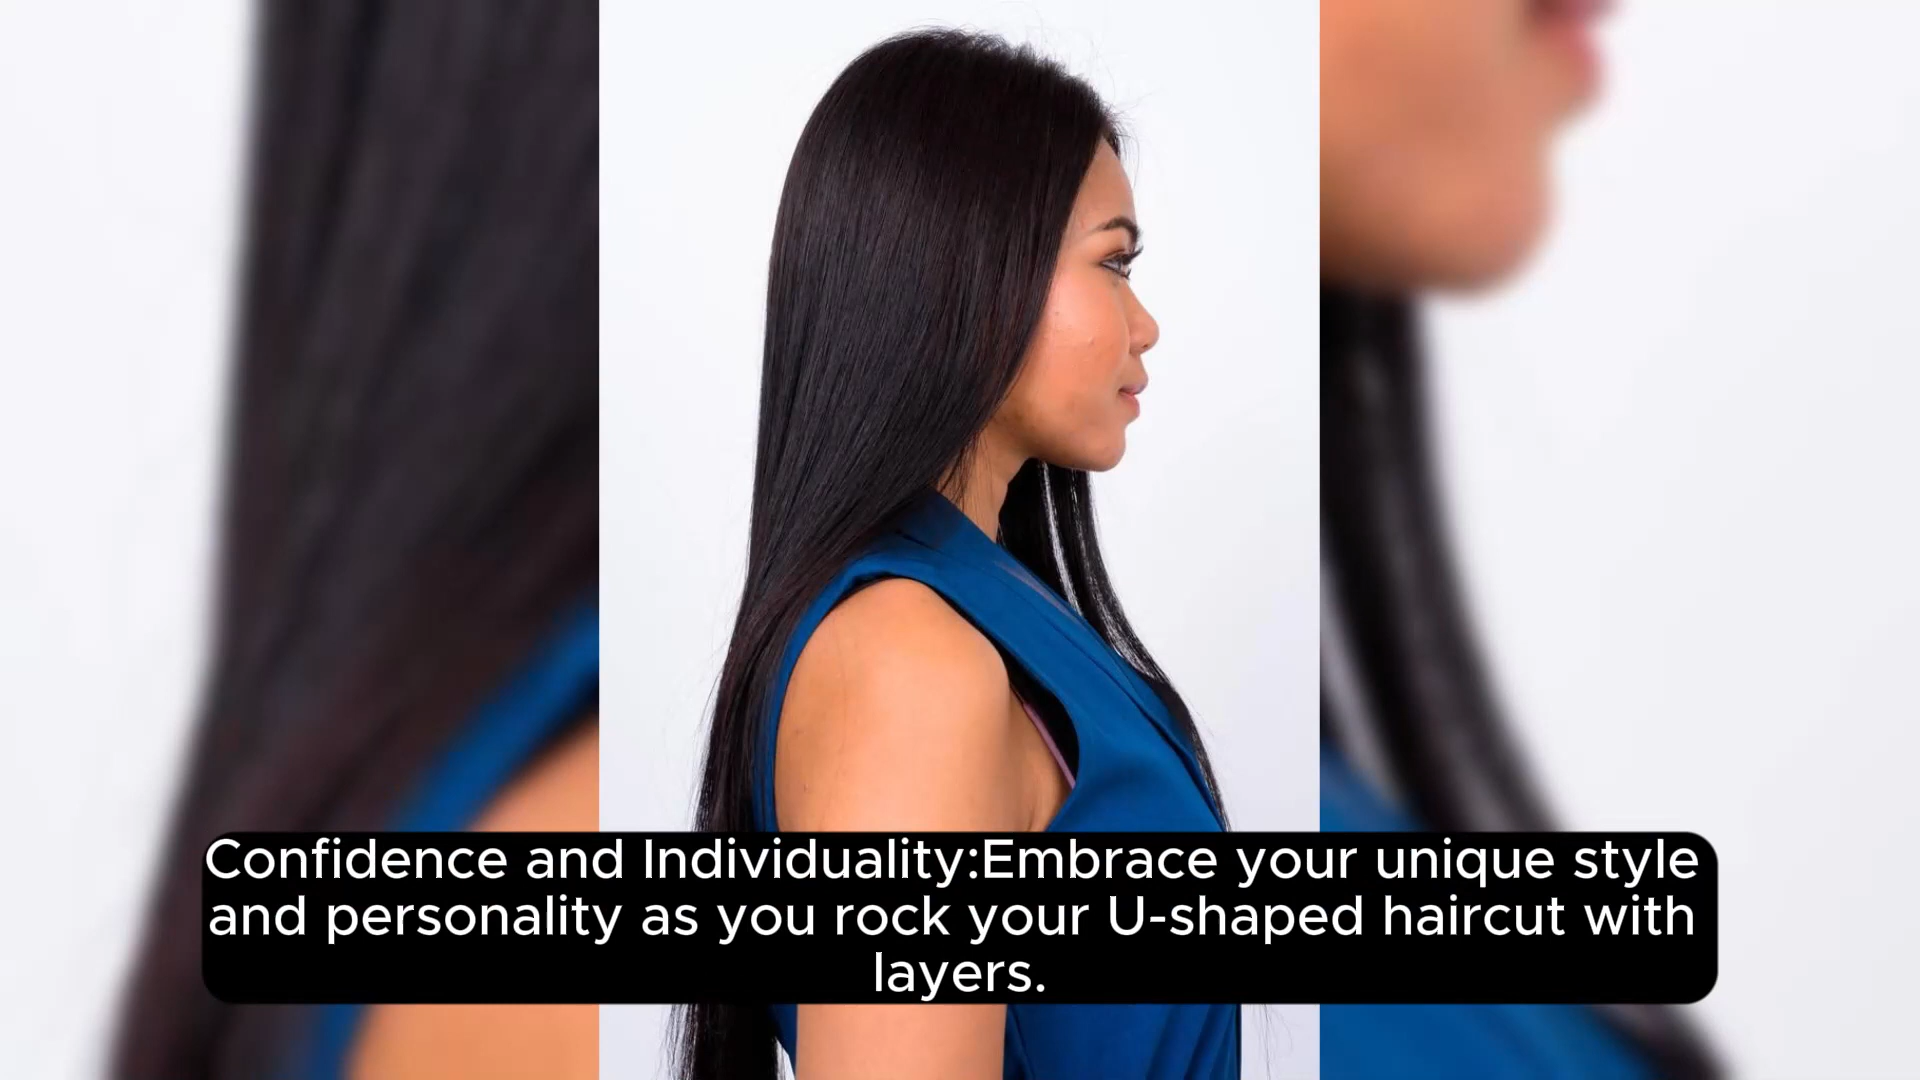 Confidence and Individuality:Embrace your unique style
and personality as you rock your U-shaped haircut with
layers.